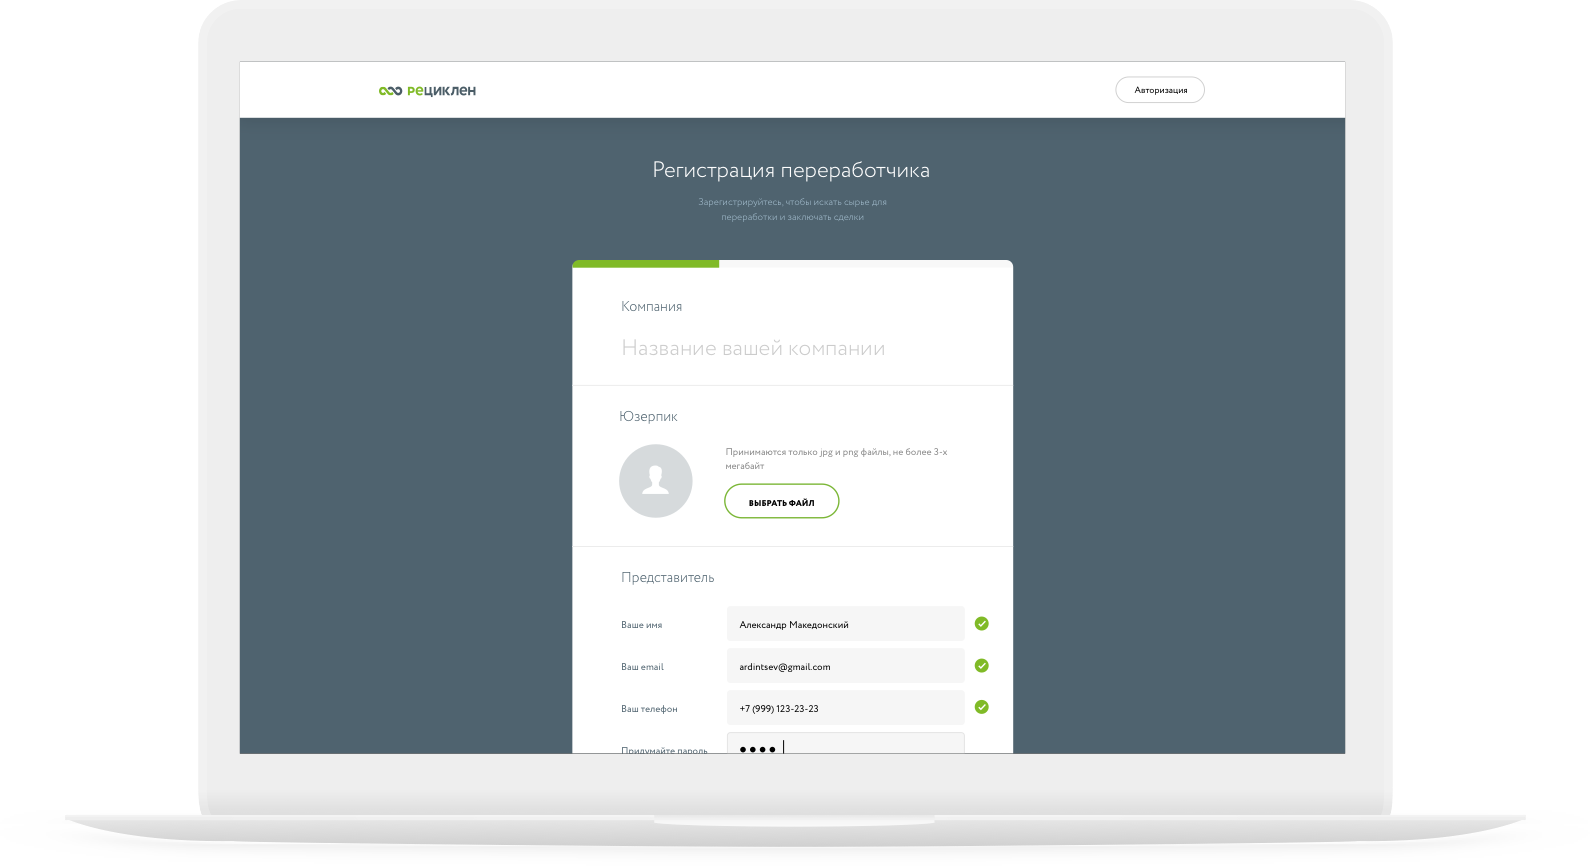 рециклен
Авторизация
Регистрация переработчика
Зарегистрируйтесь, чтобы искать сырье для
переработки и заключать сделки
Компания
Название вашей компании
Юзерпик
Принимаются только jpg и png файлы, не более 3-х
мегабайт
ВЫБРАТЬ ФАЙЛ
Представитель
Ваше имя Александр Македонский
Ваш email ardintsev@gmail.com
Ваш телефон +7 (999) 123-23-23
Придумайте пароль